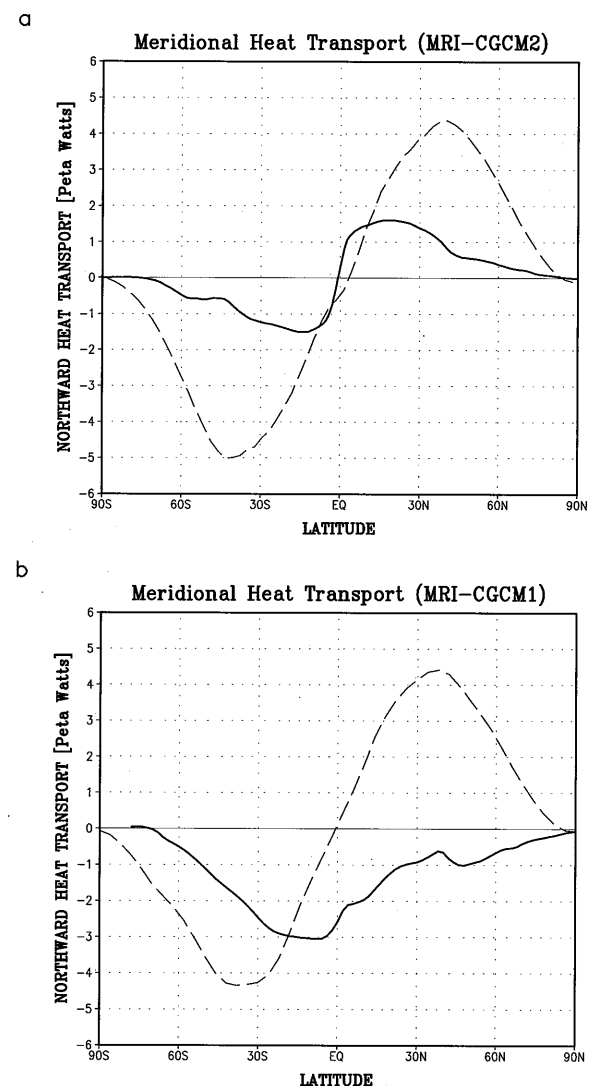 a
Meridional Heat Transport (MRI-CGCM2)
NORTHWARD HEAT TRANSPORT [Peta Watts]
6
5
4
3
2
1
0
-1
-2
-3
-4
-5
-6
90S 60S 30S EQ 30N 60N 90N
LATITUDE
b
Meridional Heat Transport (MRI-CGCM1)
NORTHWARD HEAT TRANSPORT [Peta Watts]
6
5
4
3
2
1
0
-1
-2
-3
-4
-5
-6
90S 60S 30S EQ 30N 60N 90N
LATITUDE